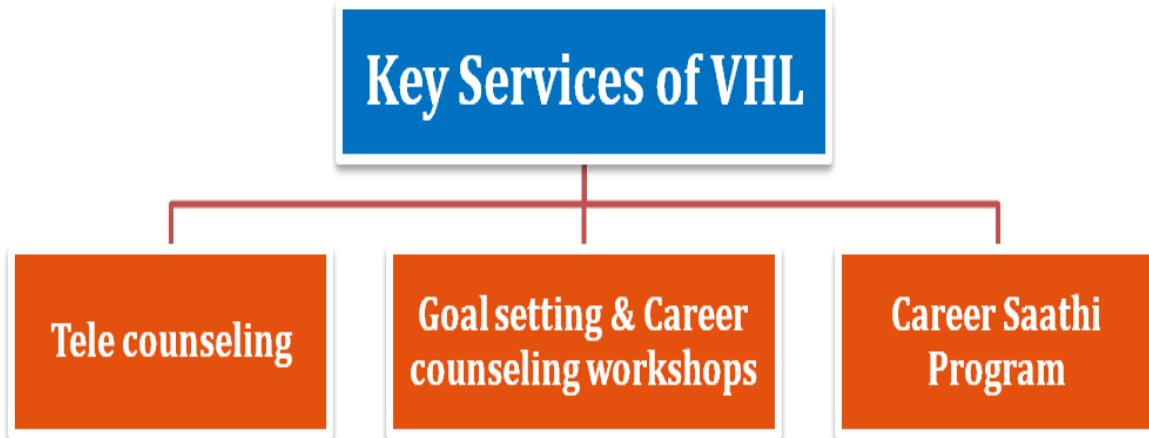 Key Services of VHL
Tele counseling
Goal setting & Career
counseling workshops
Career Saathi
Program